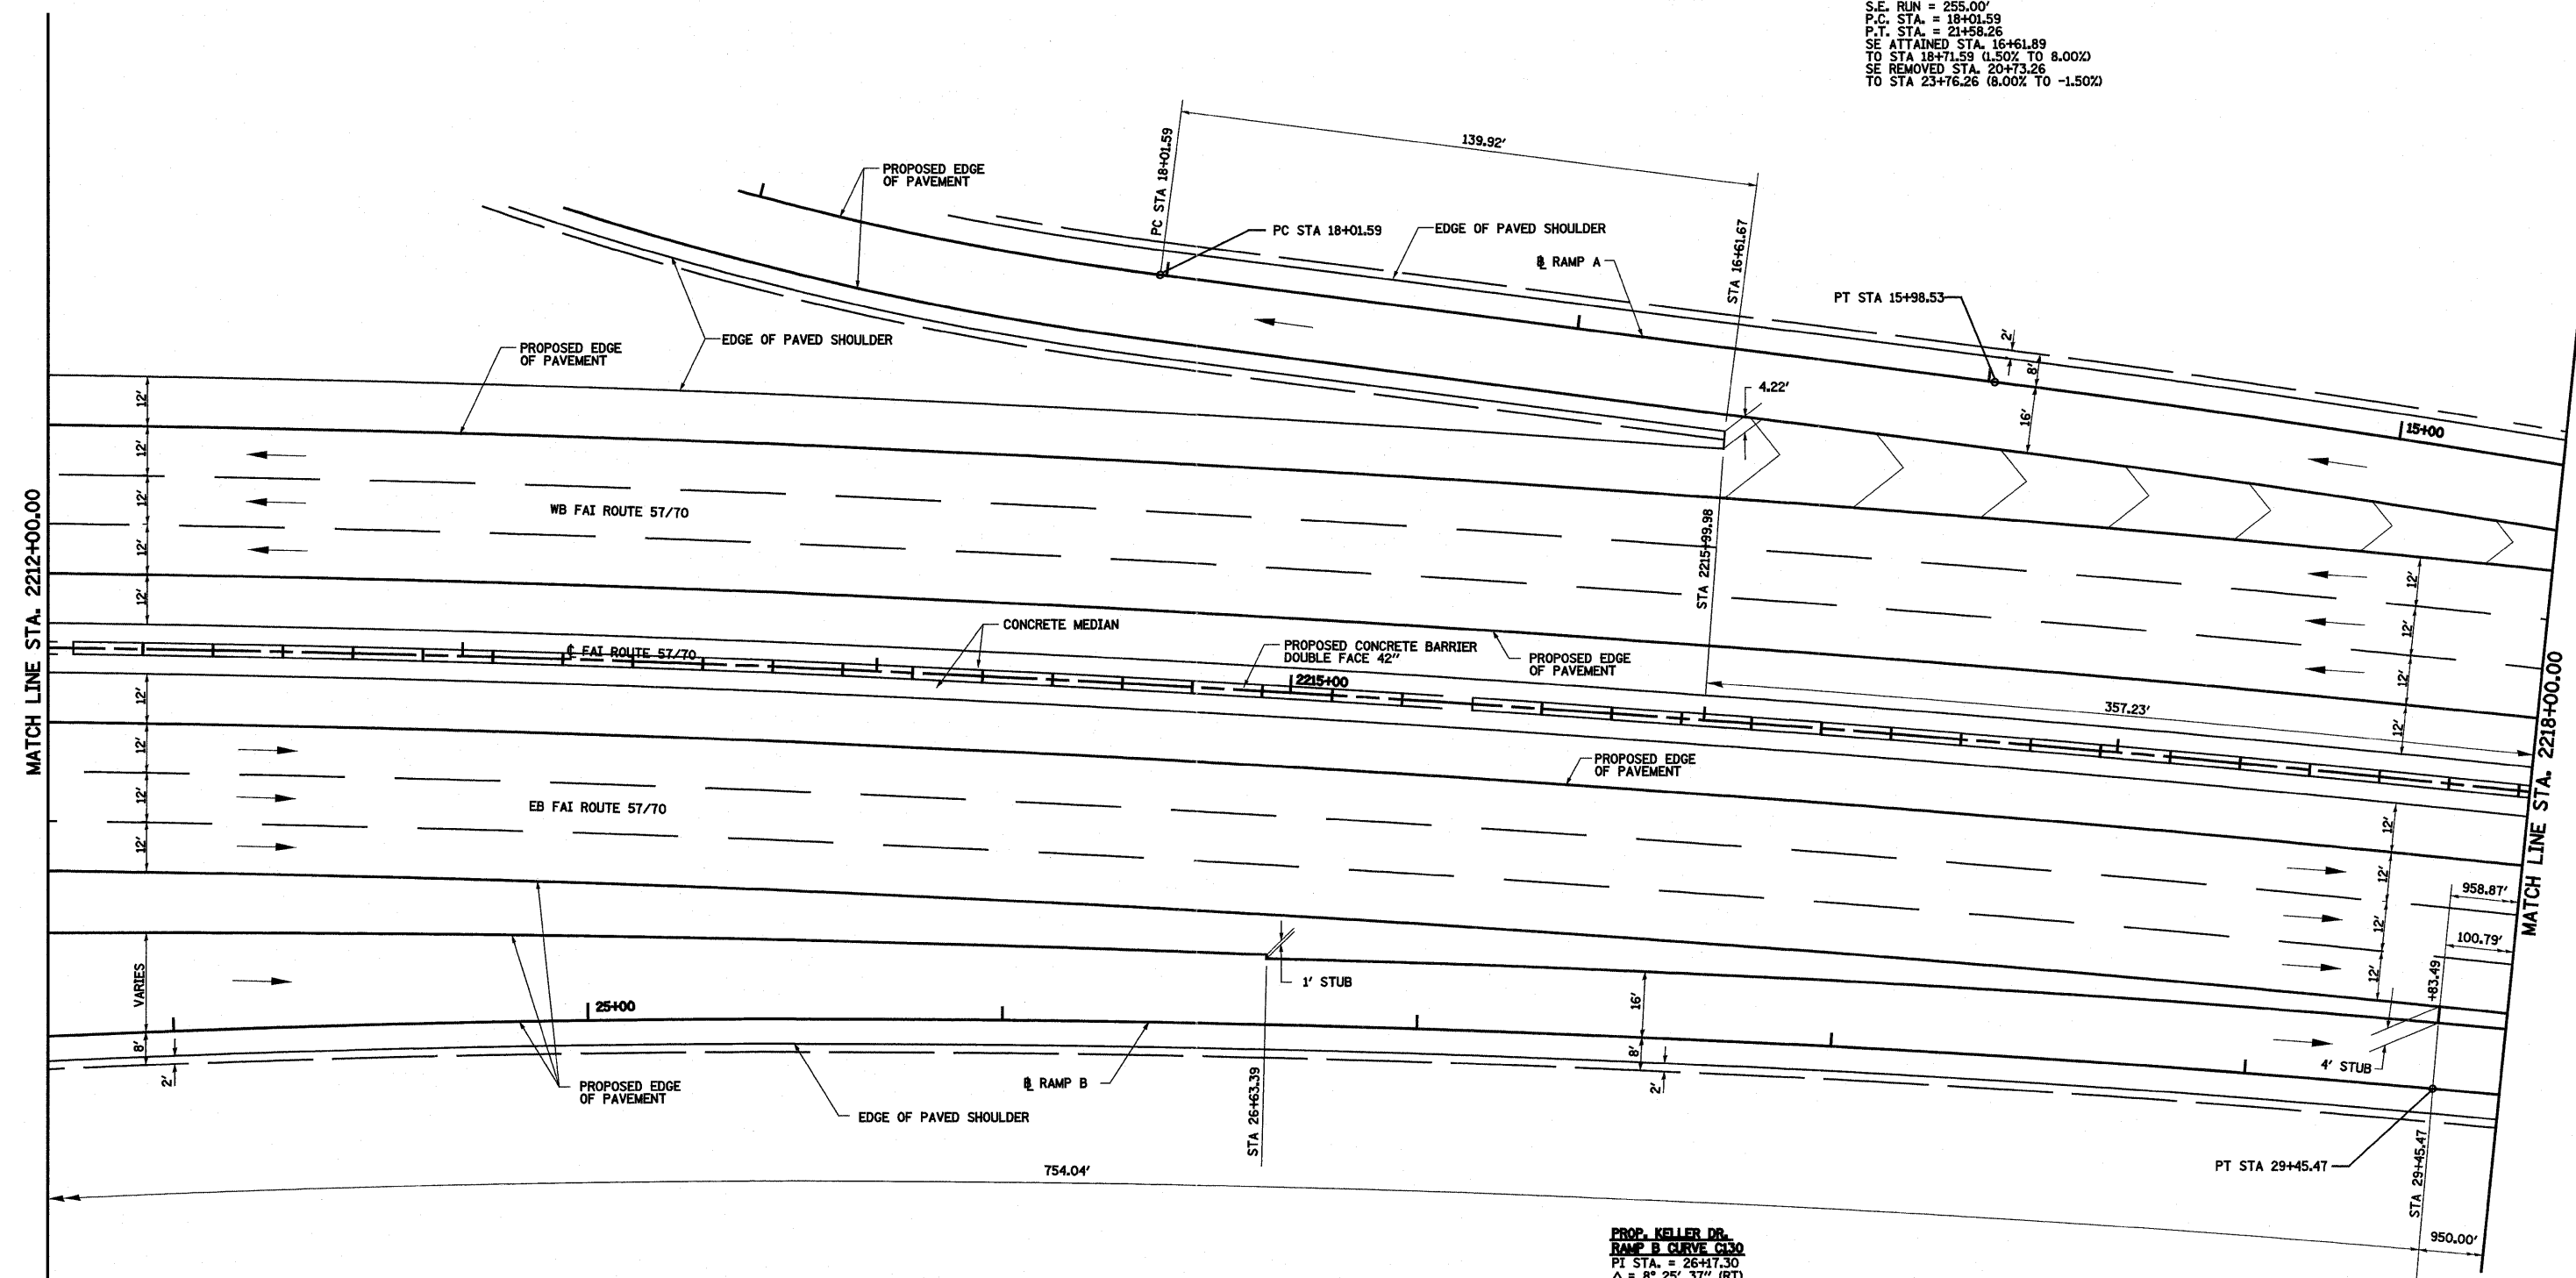 S.E. RUN = 255.00'
P.C. STA. = 18+01.59
P.T. STA. = 21+58.26
SE ATTAINED STA. 16+61.89
TO STA 18+71.59 (1.50% TO 8.00%)
SE REMOVED STA. 20+73.26
TO STA 23+76.26 (8.00% TO -1.50%)
139.92'
PC STA 18+01.59
PROPOSED EDGE
OF PAVEMENT
PC STA 18+01.59
EDGE OF PAVED SHOULDER
STA 16+61.67
℄ RAMP A
PT STA 15+98.53
2'
8'
16'
PROPOSED EDGE
OF PAVEMENT
EDGE OF PAVED SHOULDER
4.22'
15+00
12'
12'
12'
12'
12'
WB FAI ROUTE 57/70
STA 2215+99.98
12'
12'
12'
12'
MATCH LINE STA. 2212+00.00
MATCH LINE STA. 2218+00.00
CONCRETE MEDIAN
℄ FAI ROUTE 57/70
PROPOSED CONCRETE BARRIER
DOUBLE FACE 42"
PROPOSED EDGE
OF PAVEMENT
2215+00
357.23'
12'
12'
12'
12'
PROPOSED EDGE
OF PAVEMENT
EB FAI ROUTE 57/70
12'
12'
12'
12'
958.87'
100.79'
+83.49
VARIES
1' STUB
16'
25+00
8'
2'
8'
2'
4' STUB
PROPOSED EDGE
OF PAVEMENT
℄ RAMP B
EDGE OF PAVED SHOULDER
STA 26+63.39
PT STA 29+45.47
STA 29+45.47
754.04'
950.00'
PROP. KELLER DR.
RAMP B CURVE C130
PI STA. = 26+17.30
Δ = 8° 25' 37" (RT)